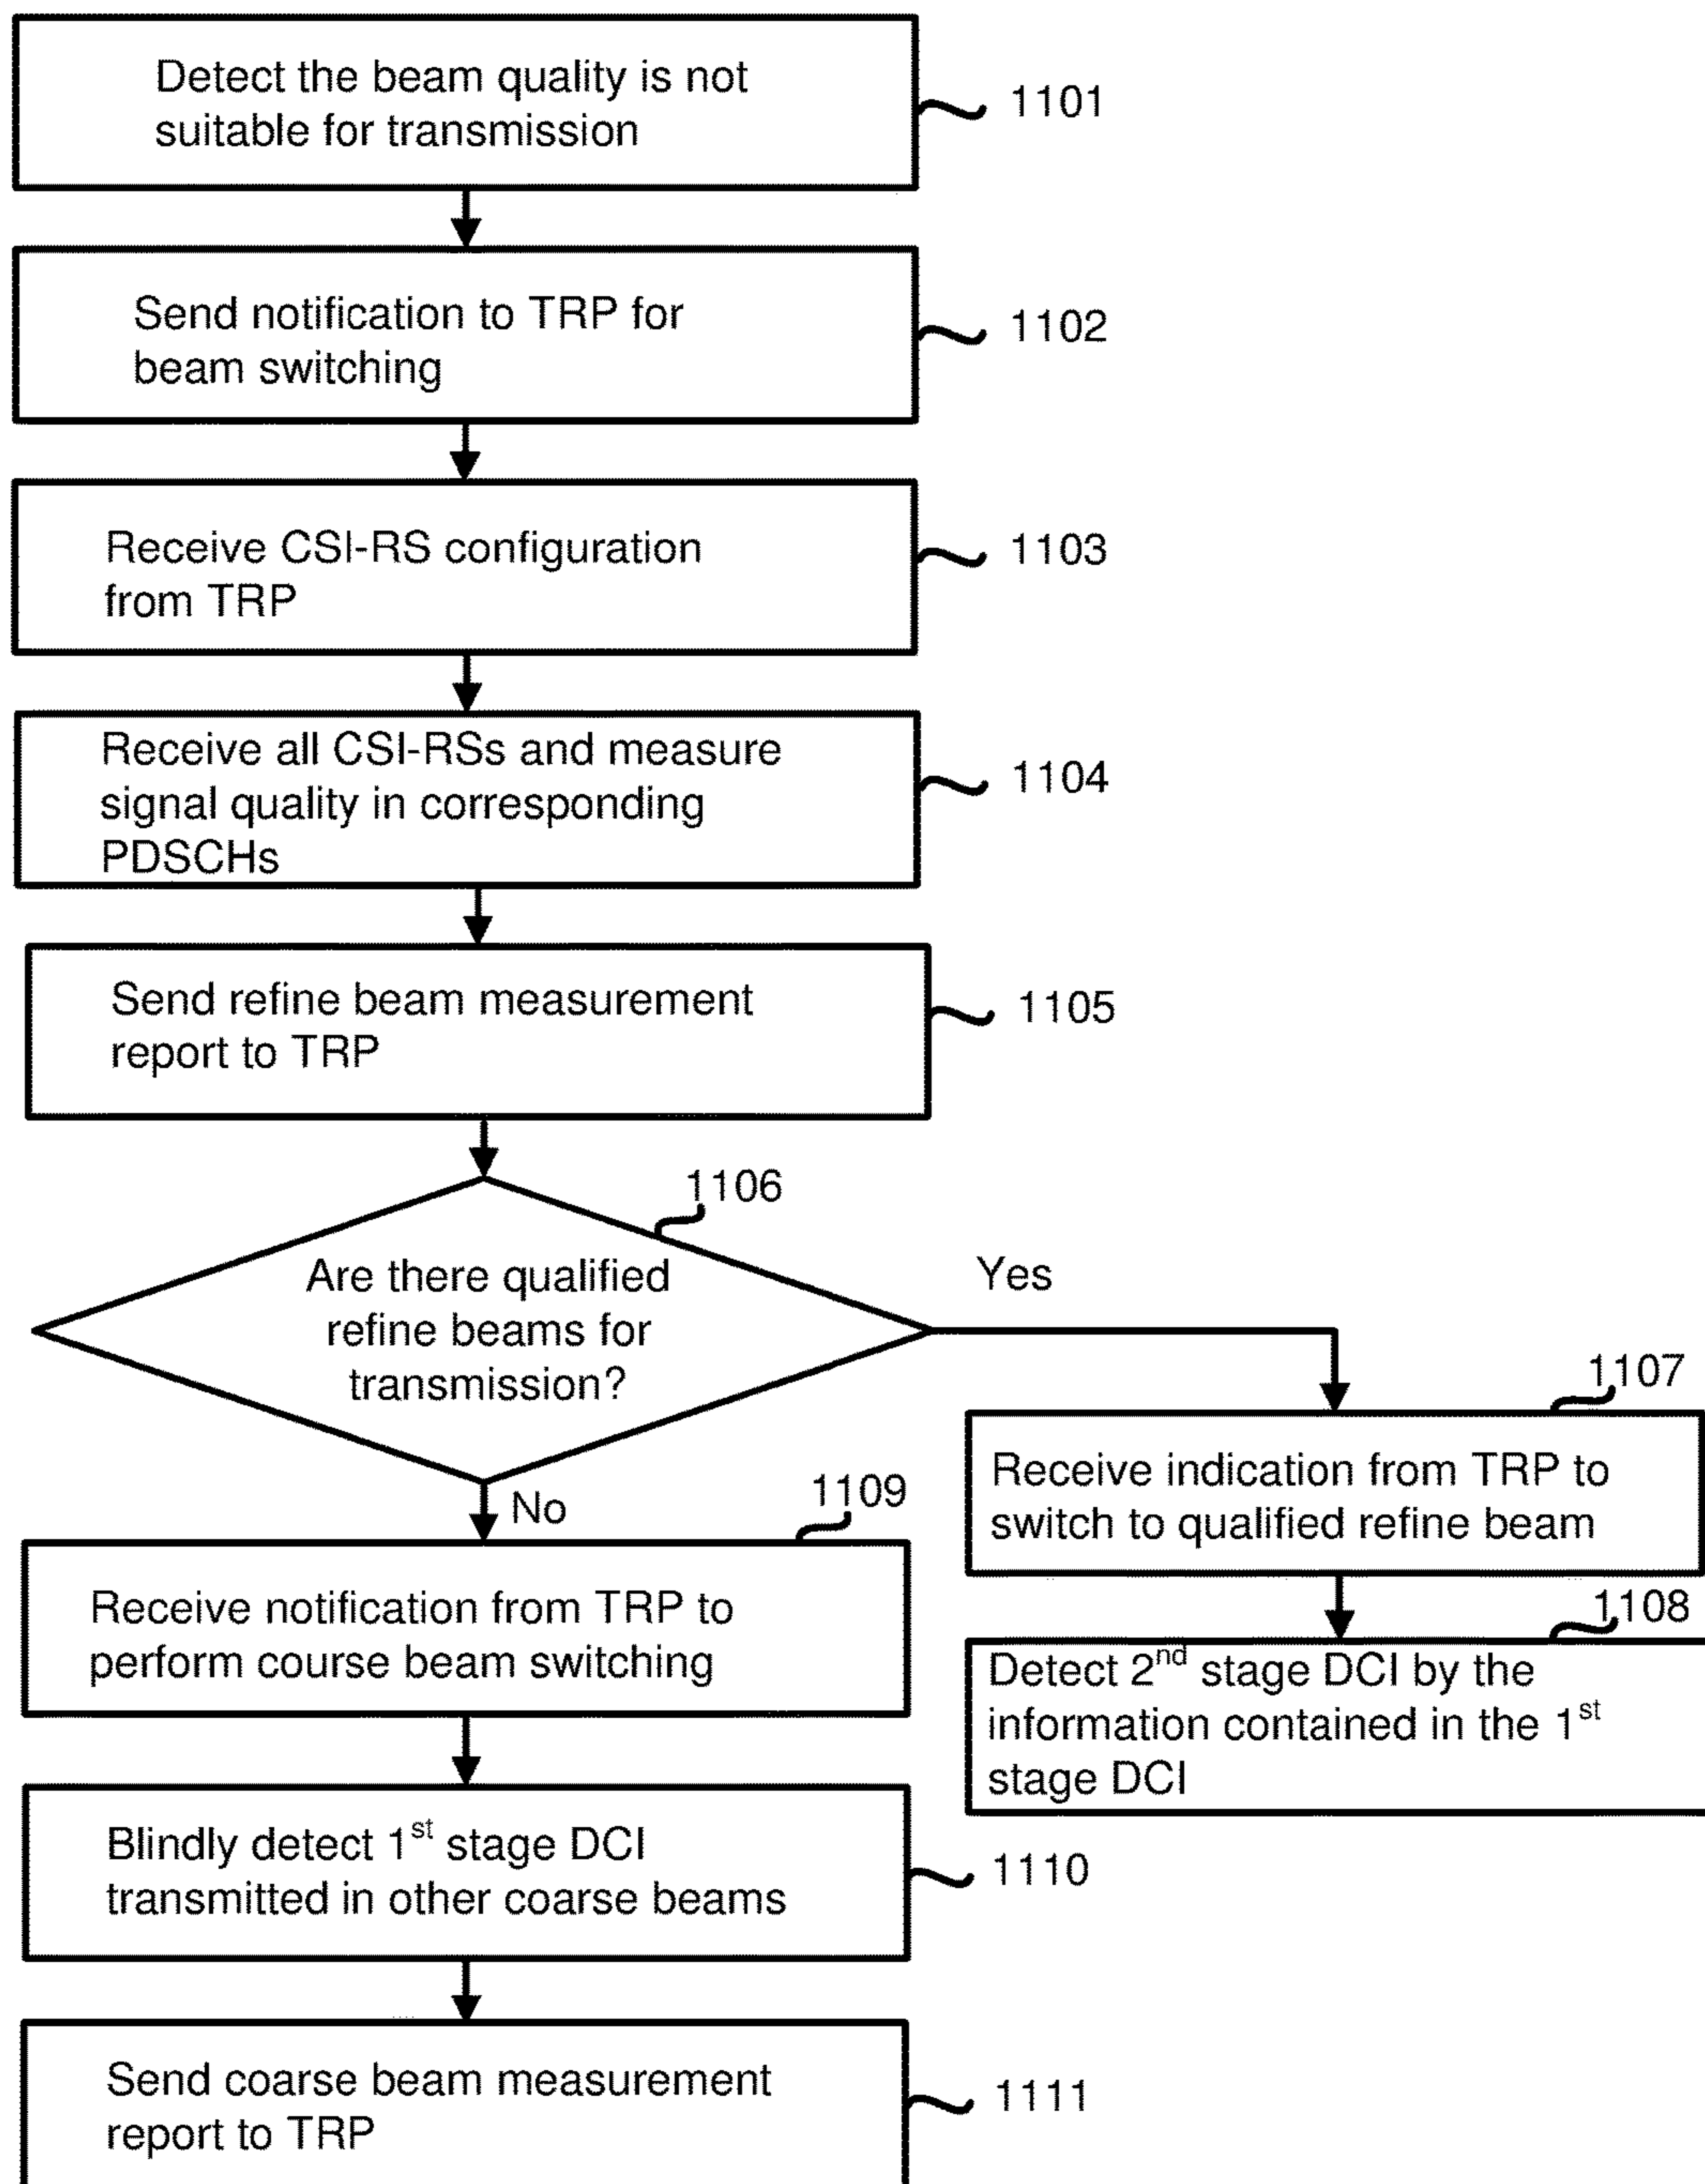 Detect the beam quality is not
suitable for transmission
1101
Send notification to TRP for
beam switching
1102
Receive CSI-RS configuration
from TRP
1103
Receive all CSI-RSs and measure
signal quality in corresponding
PDSCHs
1104
Send refine beam measurement
report to TRP
1105
1106
Are there qualified
refine beams for
transmission?
Yes
1107
Receive indication from TRP to
switch to qualified refine beam
1108
Detect 2nd stage DCI by the
information contained in the 1st
stage DCI
No
1109
Receive notification from TRP to
perform course beam switching
Blindly detect 1st stage DCI
transmitted in other coarse beams
1110
Send coarse beam measurement
report to TRP
1111